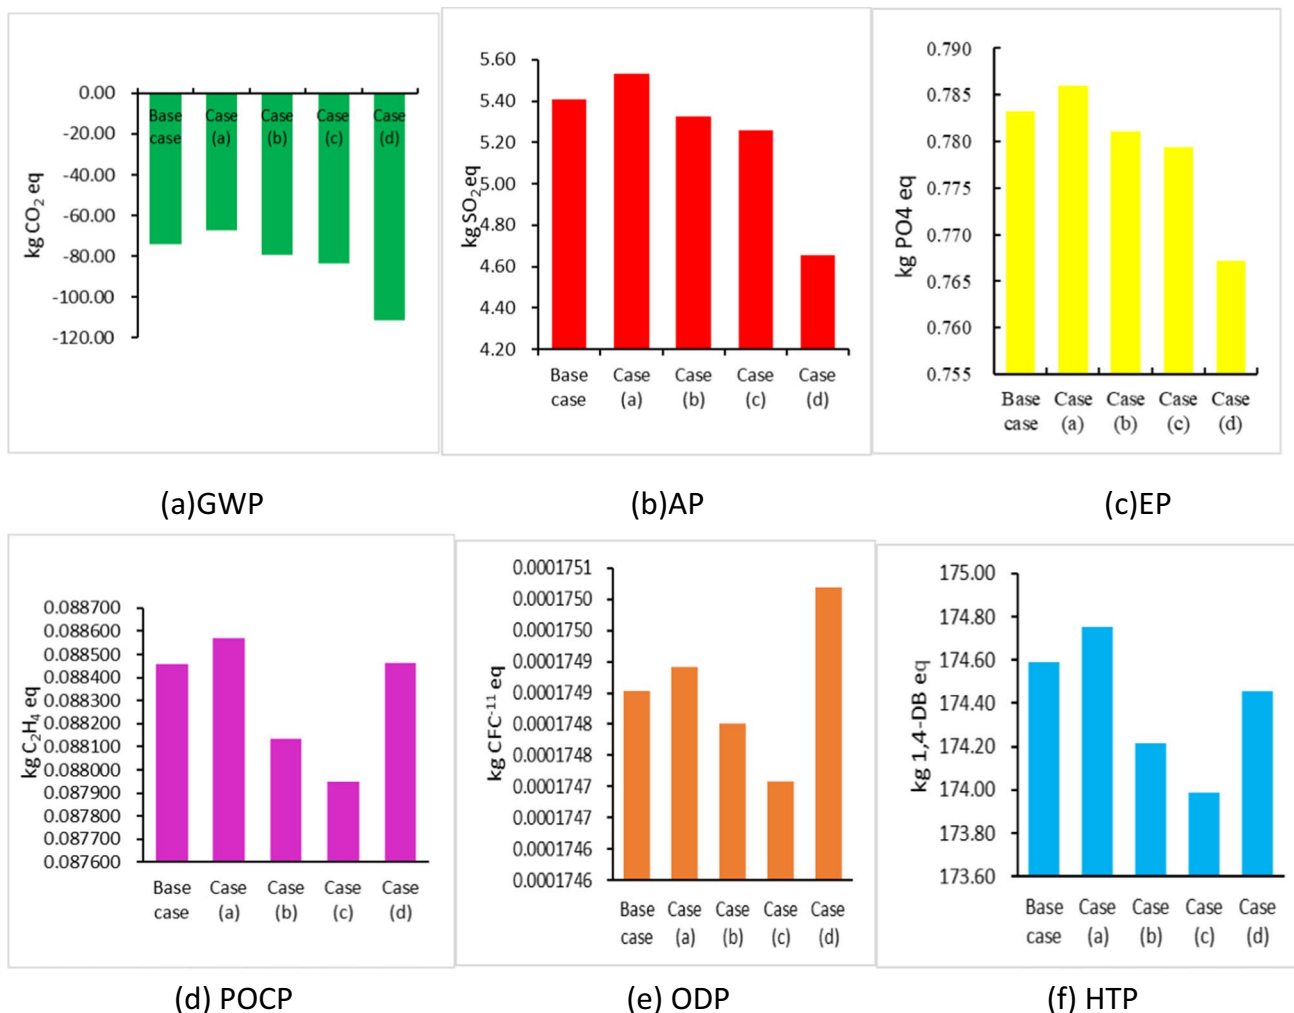 0.00
-20.00
-40.00
-60.00
-80.00
-100.00
-120.00
kg CO2 eq
Base case
Case (a)
Case (b)
Case (c)
Case (d)
5.60
5.40
5.20
5.00
4.80
4.60
4.40
4.20
kg SO2 eq
Base case
Case (a)
Case (b)
Case (c)
Case (d)
0.790
0.785
0.780
0.775
0.770
0.765
0.760
0.755
kg PO4 eq
Base case
Case (a)
Case (b)
Case (c)
Case (d)
(a)GWP
(b)AP
(c)EP
0.088700
0.088600
0.088500
0.088400
0.088300
0.088200
0.088100
0.088000
0.087900
0.087800
0.087700
0.087600
kg C2H4 eq
Base case
Case (a)
Case (b)
Case (c)
Case (d)
0.0001751
0.0001750
0.0001750
0.0001749
0.0001749
0.0001748
0.0001748
0.0001747
0.0001747
0.0001746
0.0001746
kg CFC-11 eq
Base case
Case (a)
Case (b)
Case (c)
Case (d)
175.00
174.80
174.60
174.40
174.20
174.00
173.80
173.60
kg 1,4-DB eq
Base case
Case (a)
Case (b)
Case (c)
Case (d)
(d) POCP
(e) ODP
(f) HTP